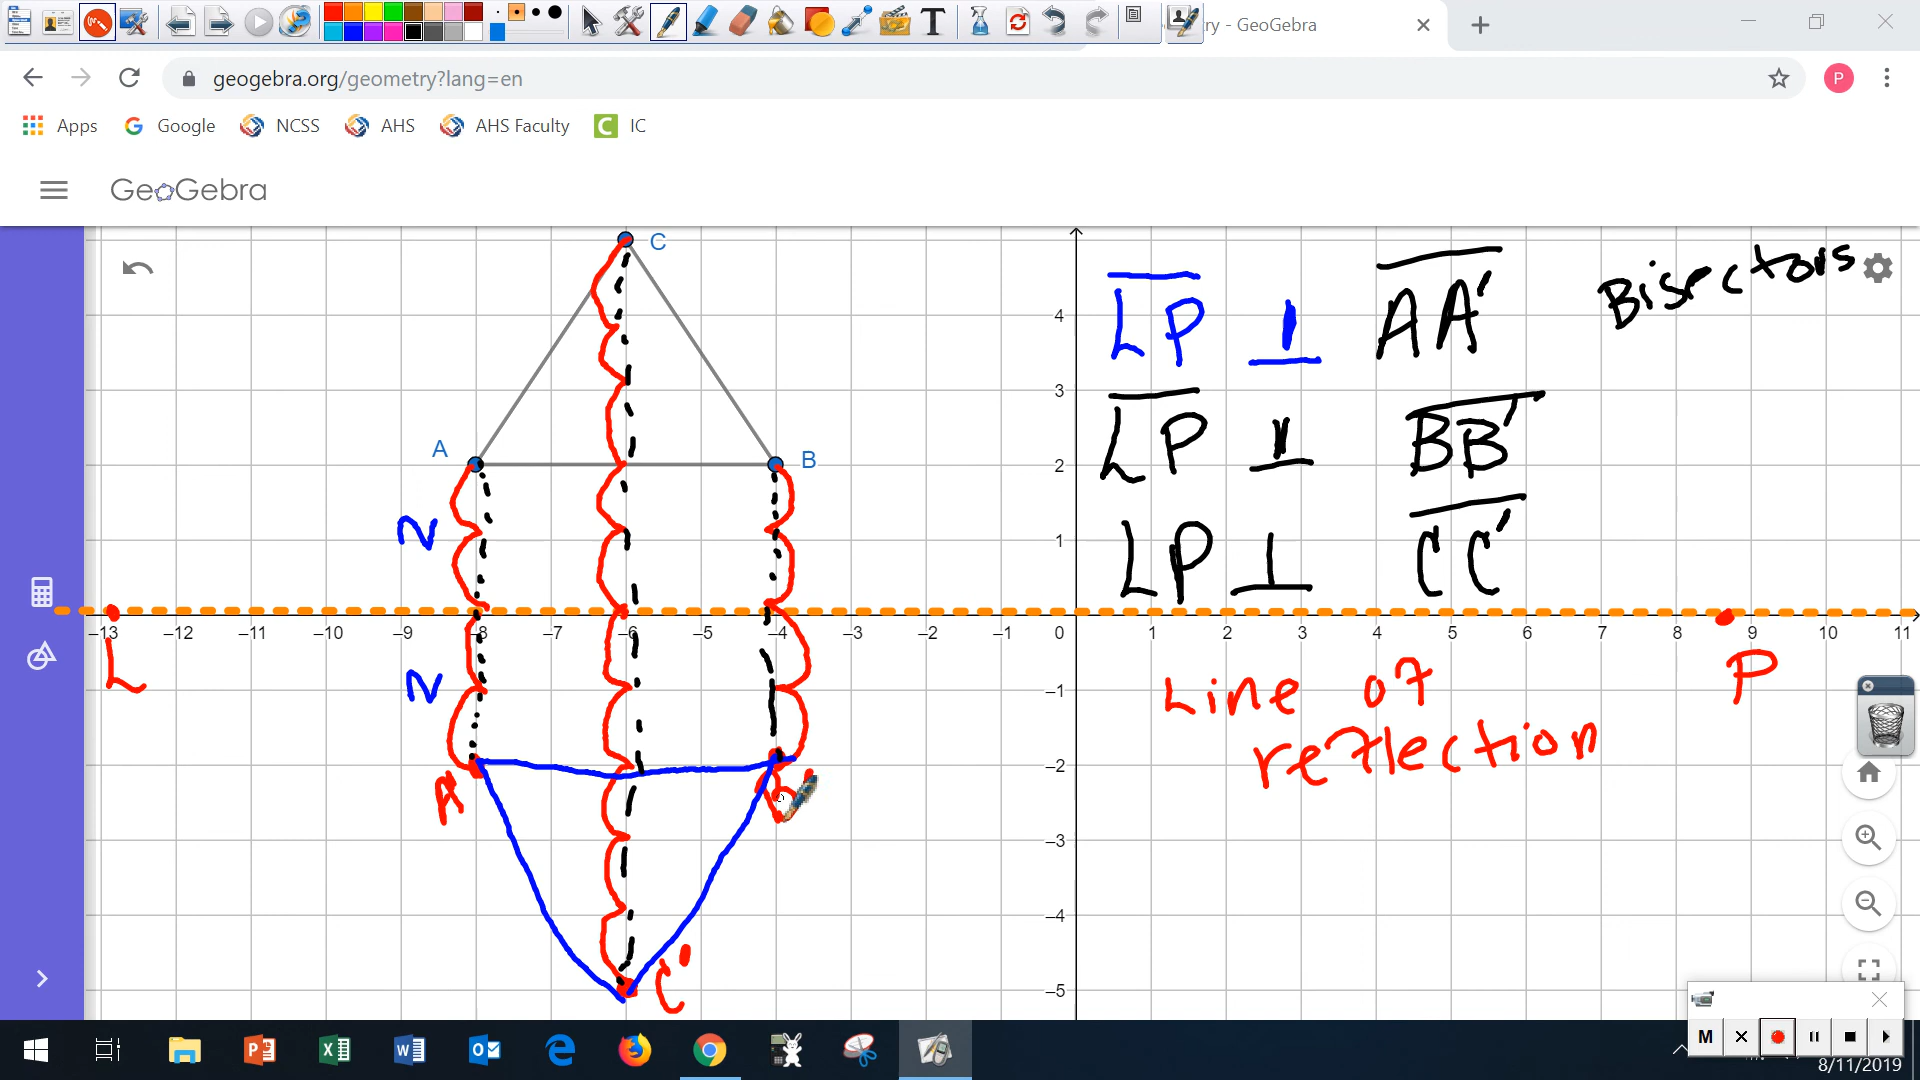 T
ry - GeoGebra
geogebra.org/geometry?lang=en
P
Apps
Google
NCSS
AHS
AHS Faculty
IC
GeoGebra
C
LP ⊥ AA'
Bisectors
4
3
A
B
LP ⊥ BB'
2
N
1
LP ⊥ CC'
–13 –12 –11 –10 –9 –8 –7 –6 –5 –4 –3 –2 –1 0 1 2 3 4 5 6 7 8 9 10 11
L
N
–1
Line of
P
reflection
–2
A'
B
–3
–4
C'
–5
M
8/11/2019